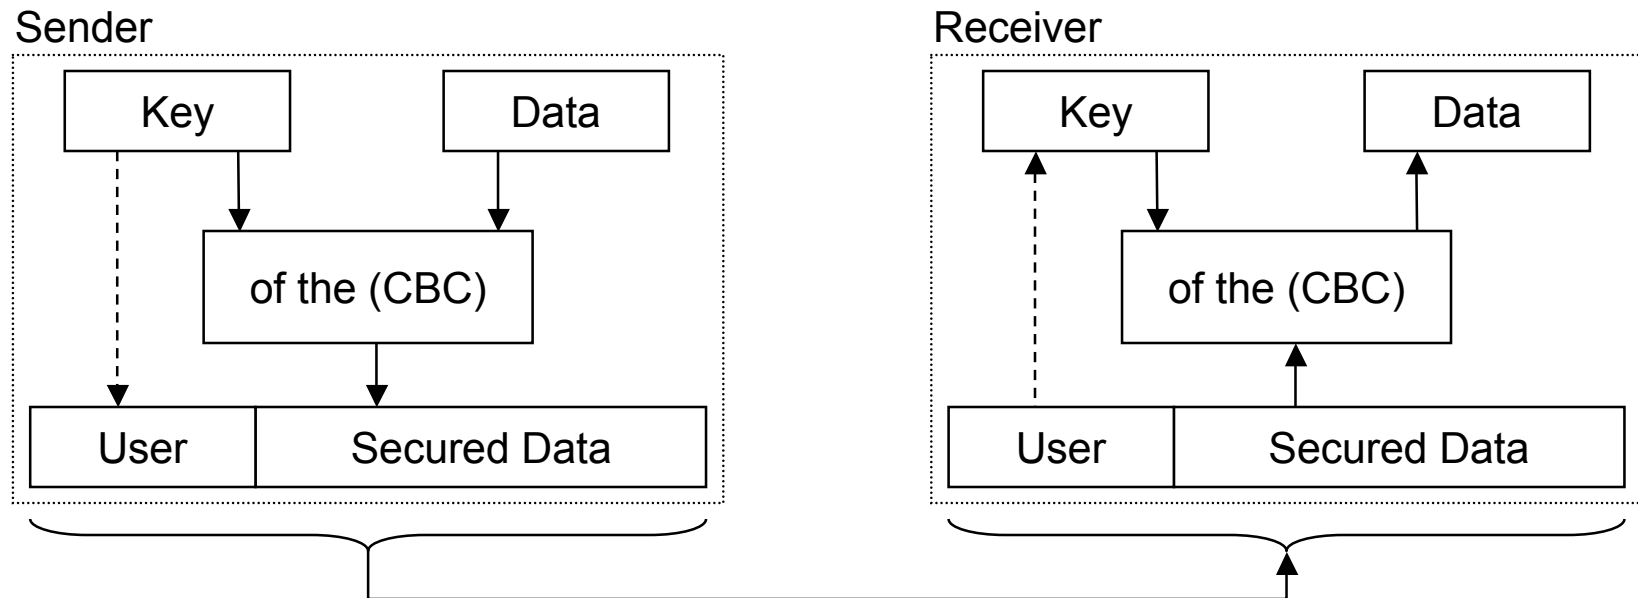 Sender
Key
Data
of the (CBC)
User
Secured Data
Receiver
Key
Data
of the (CBC)
User
Secured Data